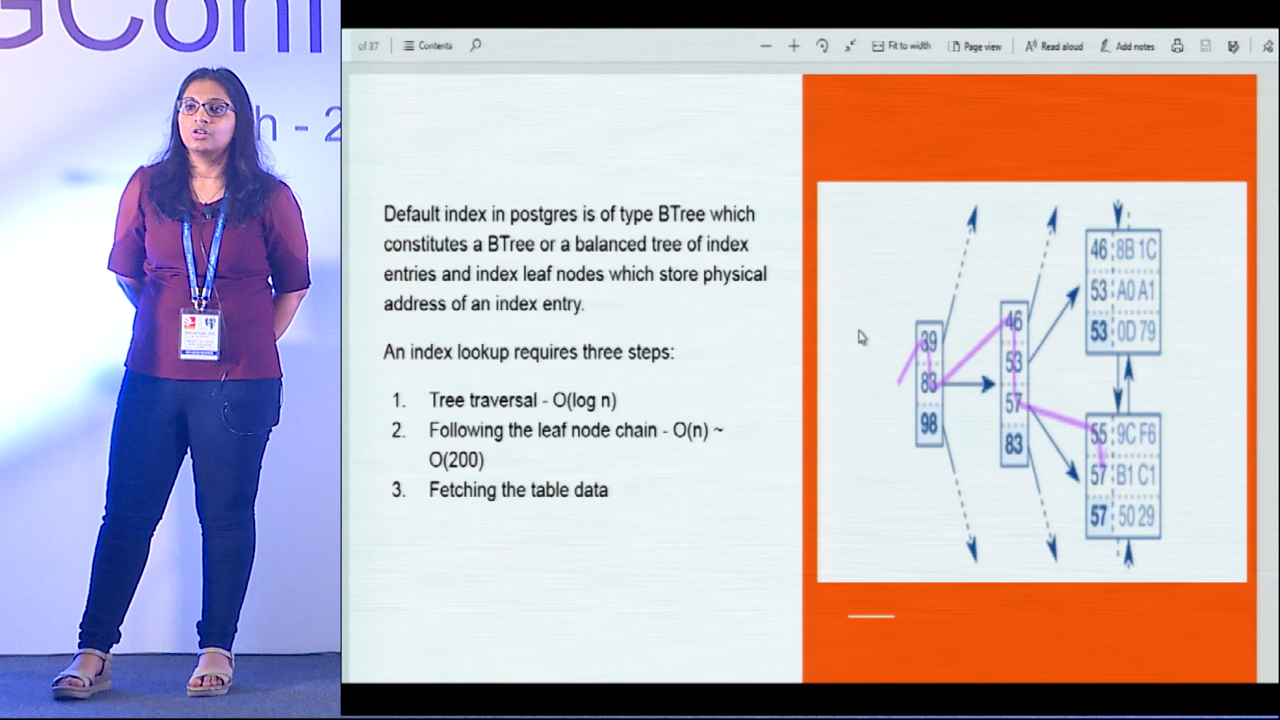 GConf
h - 2
of 37
Contents
Fit to width
Page view
Read aloud
Add notes
Default index in postgres is of type BTree which
constitutes a BTree or a balanced tree of index
entries and index leaf nodes which store physical
address of an index entry.
An index lookup requires three steps:
1. Tree traversal - O(log n)
2. Following the leaf node chain - O(n) ~
O(200)
3. Fetching the table data
39
83
98
46
53
57
83
46 8B 1C
53 A0 A1
53 0D 79
55 9C F6
57 B1 C1
57 50 29